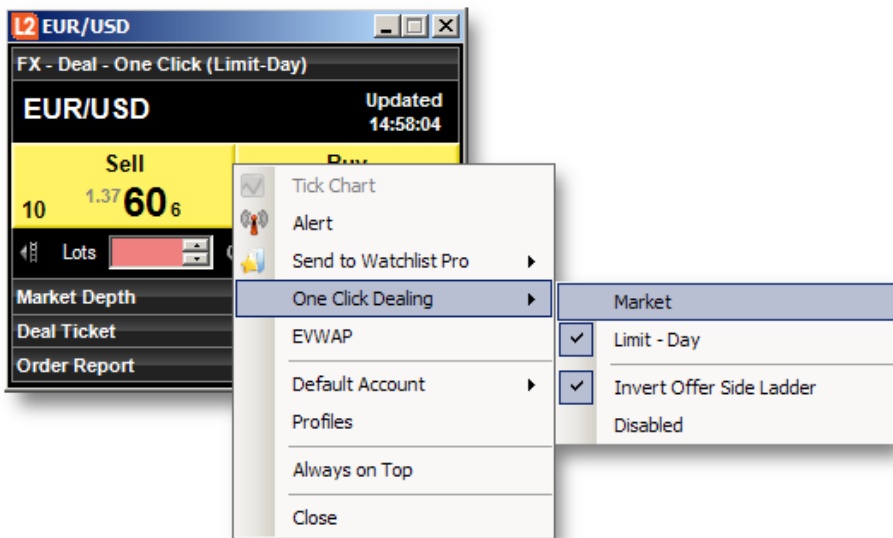 L2 EUR/USD
FX - Deal - One Click (Limit-Day)
EUR/USD
Updated
14:58:04
Sell
Buy
10 1.37 60 6
Lots
Market Depth
Deal Ticket
Order Report
Tick Chart
Alert
Send to Watchlist Pro
One Click Dealing
EVWAP
Default Account
Profiles
Always on Top
Close
Market
Limit - Day
Invert Offer Side Ladder
Disabled